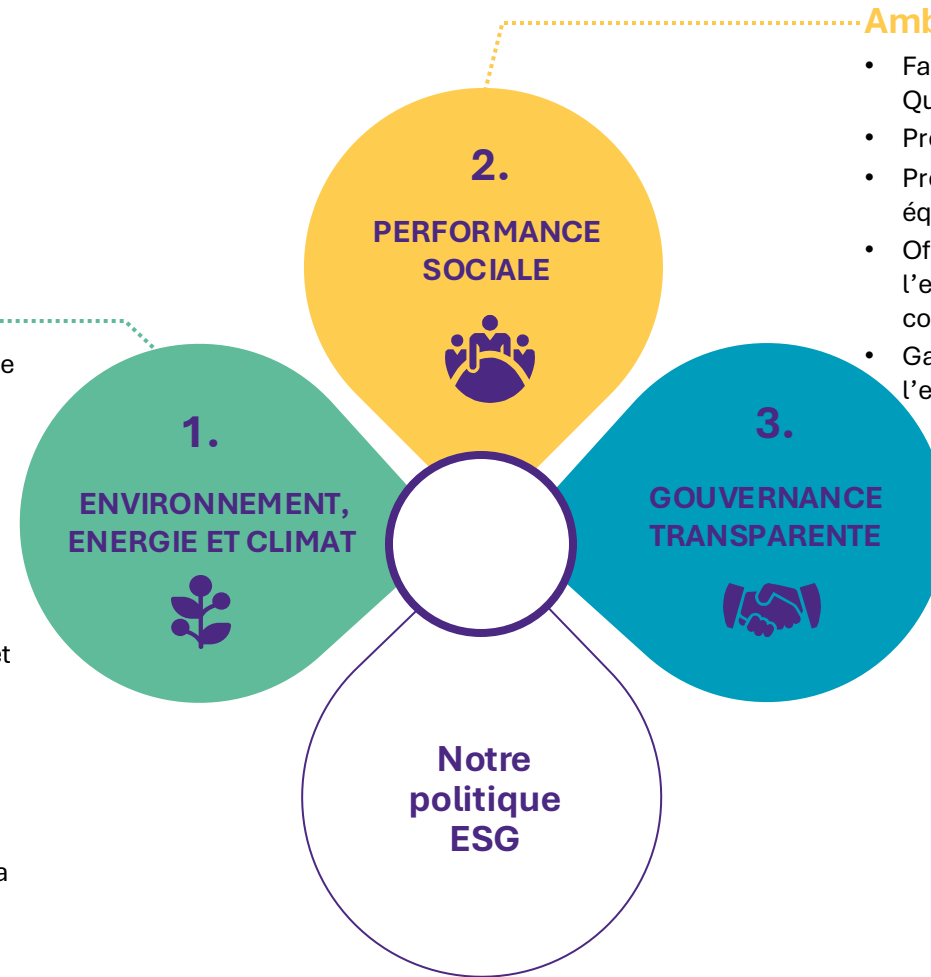 Amb
• Fa
Qu
• Pr
• Pr
éq
• Of
l’e
co
• Ga
l’e
2.
PERFORMANCE
SOCIALE
e
1.
ENVIRONNEMENT,
ENERGIE ET CLIMAT
3.
GOUVERNANCE
TRANSPARENTE
et
Notre
politique
ESG
a